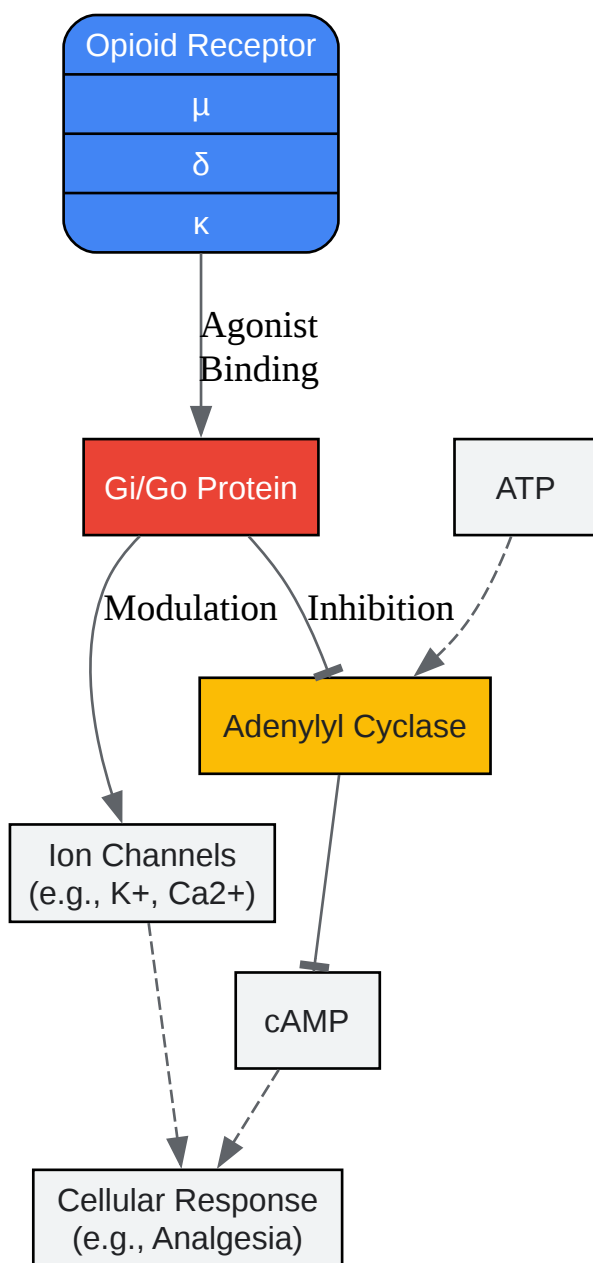 Opioid Receptor
μ
δ
κ
Agonist
Binding
Gi/Go Protein
ATP
Modulation
Inhibition
Adenylyl Cyclase
Ion Channels
(e.g., K+, Ca2+)
cAMP
Cellular Response
(e.g., Analgesia)